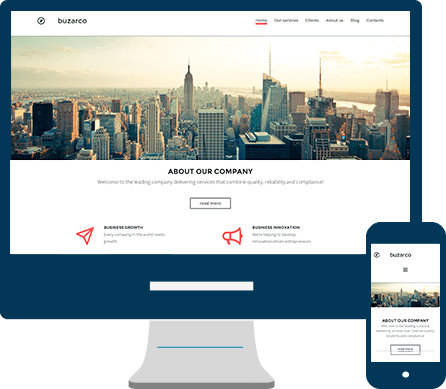 buzarco
Home Our services Clients About us Blog Contacts
ABOUT OUR COMPANY
Welcome to the leading company delivering services that combine quality, reliability and compliance!
read more
BUSINESS GROWTH
Every company in the world needs
growth.
BUSINESS INNOVATION
We're helping to develop
innovation-driven entrepreneurs.
buzarco
ABOUT OUR COMPANY
Welcome to the leading company
delivering services that combine quality,
reliability and compliance
read more